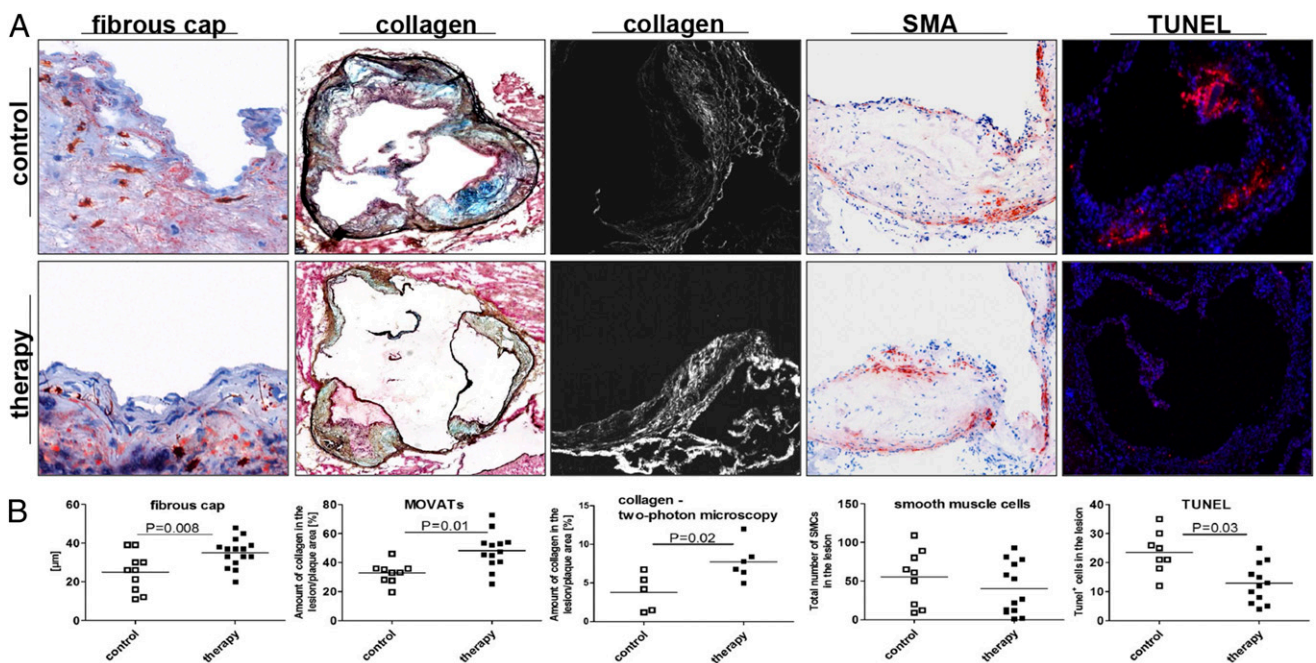 A
fibrous cap
collagen
collagen
SMA
TUNEL
control
therapy
B
fibrous cap
[µm]
60
40
20
0
P=0.008
control
therapy
MOVATs
Amount of collagen in the
lesion/plaque area [%]
80
60
40
20
0
P=0.01
control
therapy
collagen -
two-photon microscopy
Amount of collagen in the
lesion/plaque area [%]
15
10
5
0
P=0.02
control
therapy
smooth muscle cells
Total number of SMCs
in the lesion
150
100
50
0
control
therapy
TUNEL
Tunel⁺ cells in the lesion
40
30
20
10
0
P=0.03
control
therapy